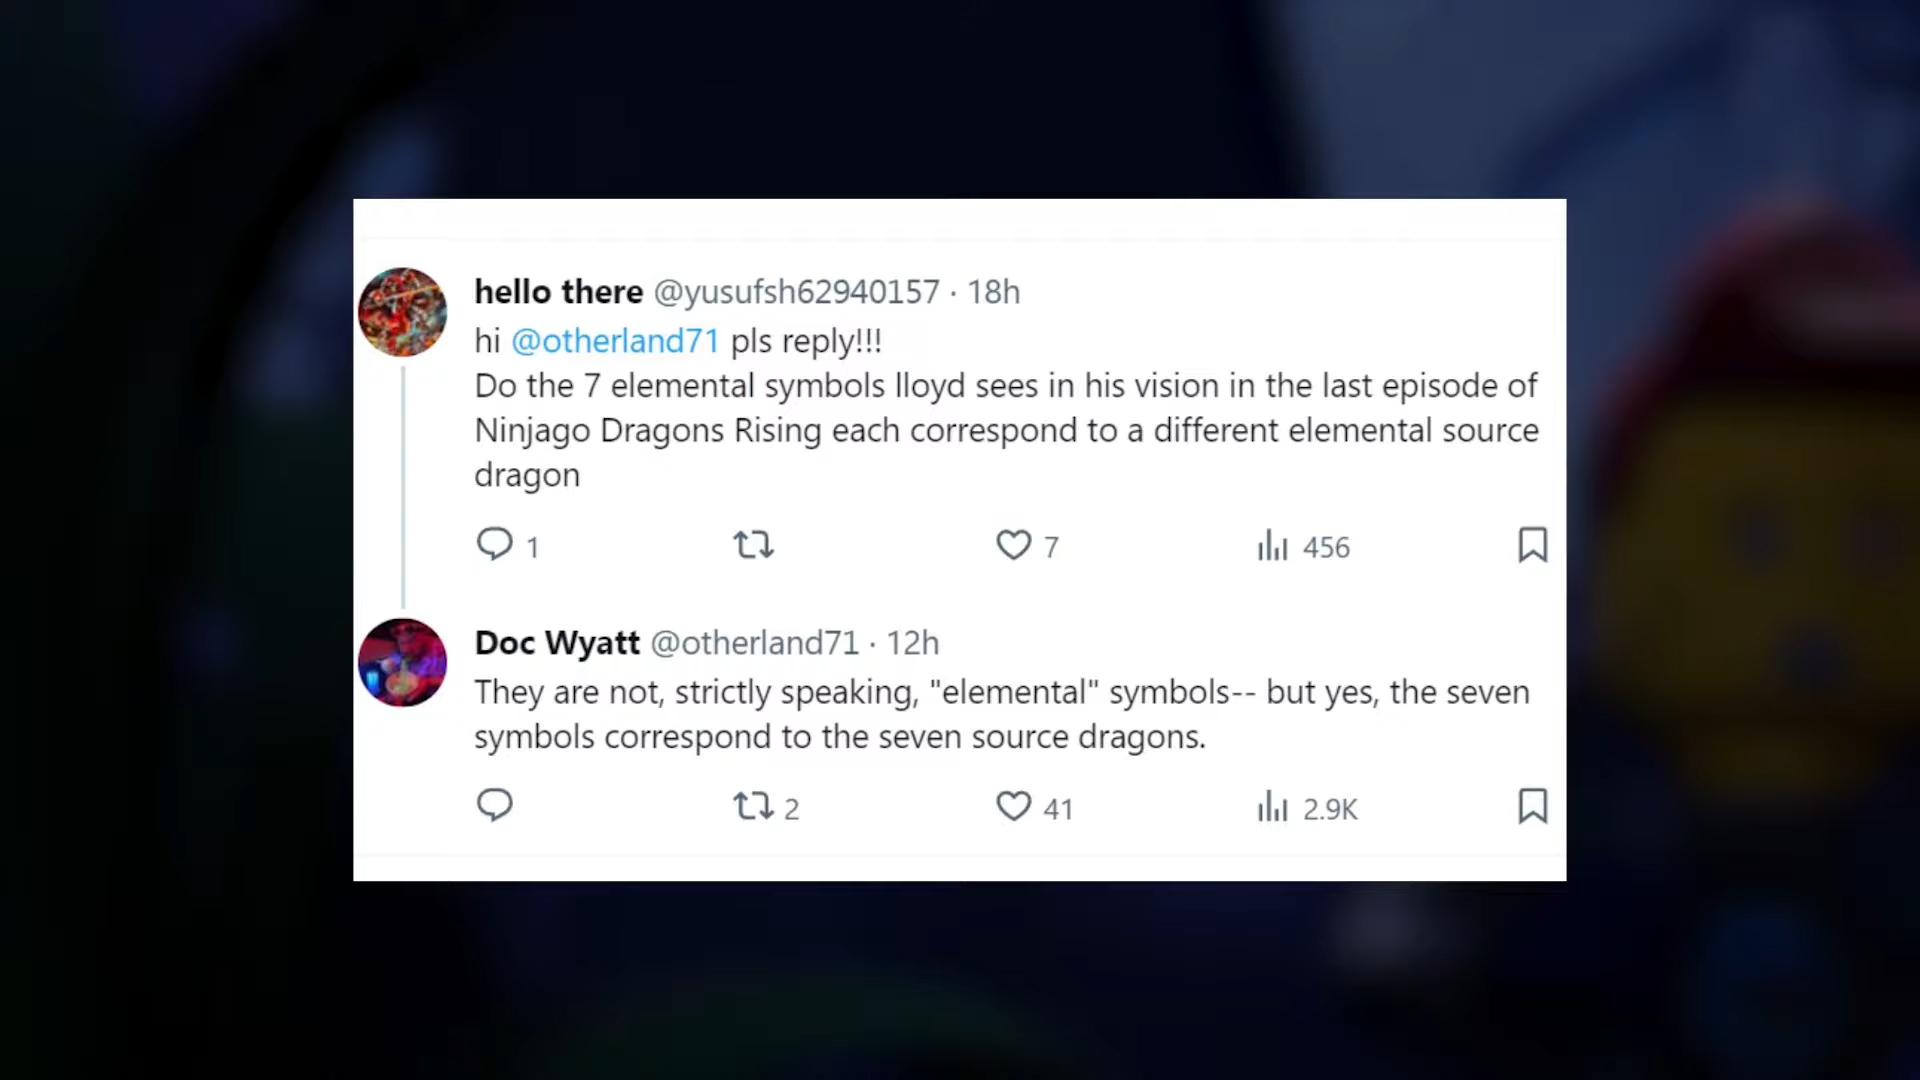 hello there @yusufsh62940157 · 18h
hi @otherland71 pls reply!!!
Do the 7 elemental symbols lloyd sees in his vision in the last episode of
Ninjago Dragons Rising each correspond to a different elemental source
dragon
1 7 456
Doc Wyatt @otherland71 · 12h
They are not, strictly speaking, "elemental" symbols-- but yes, the seven
symbols correspond to the seven source dragons.
2 41 2.9K